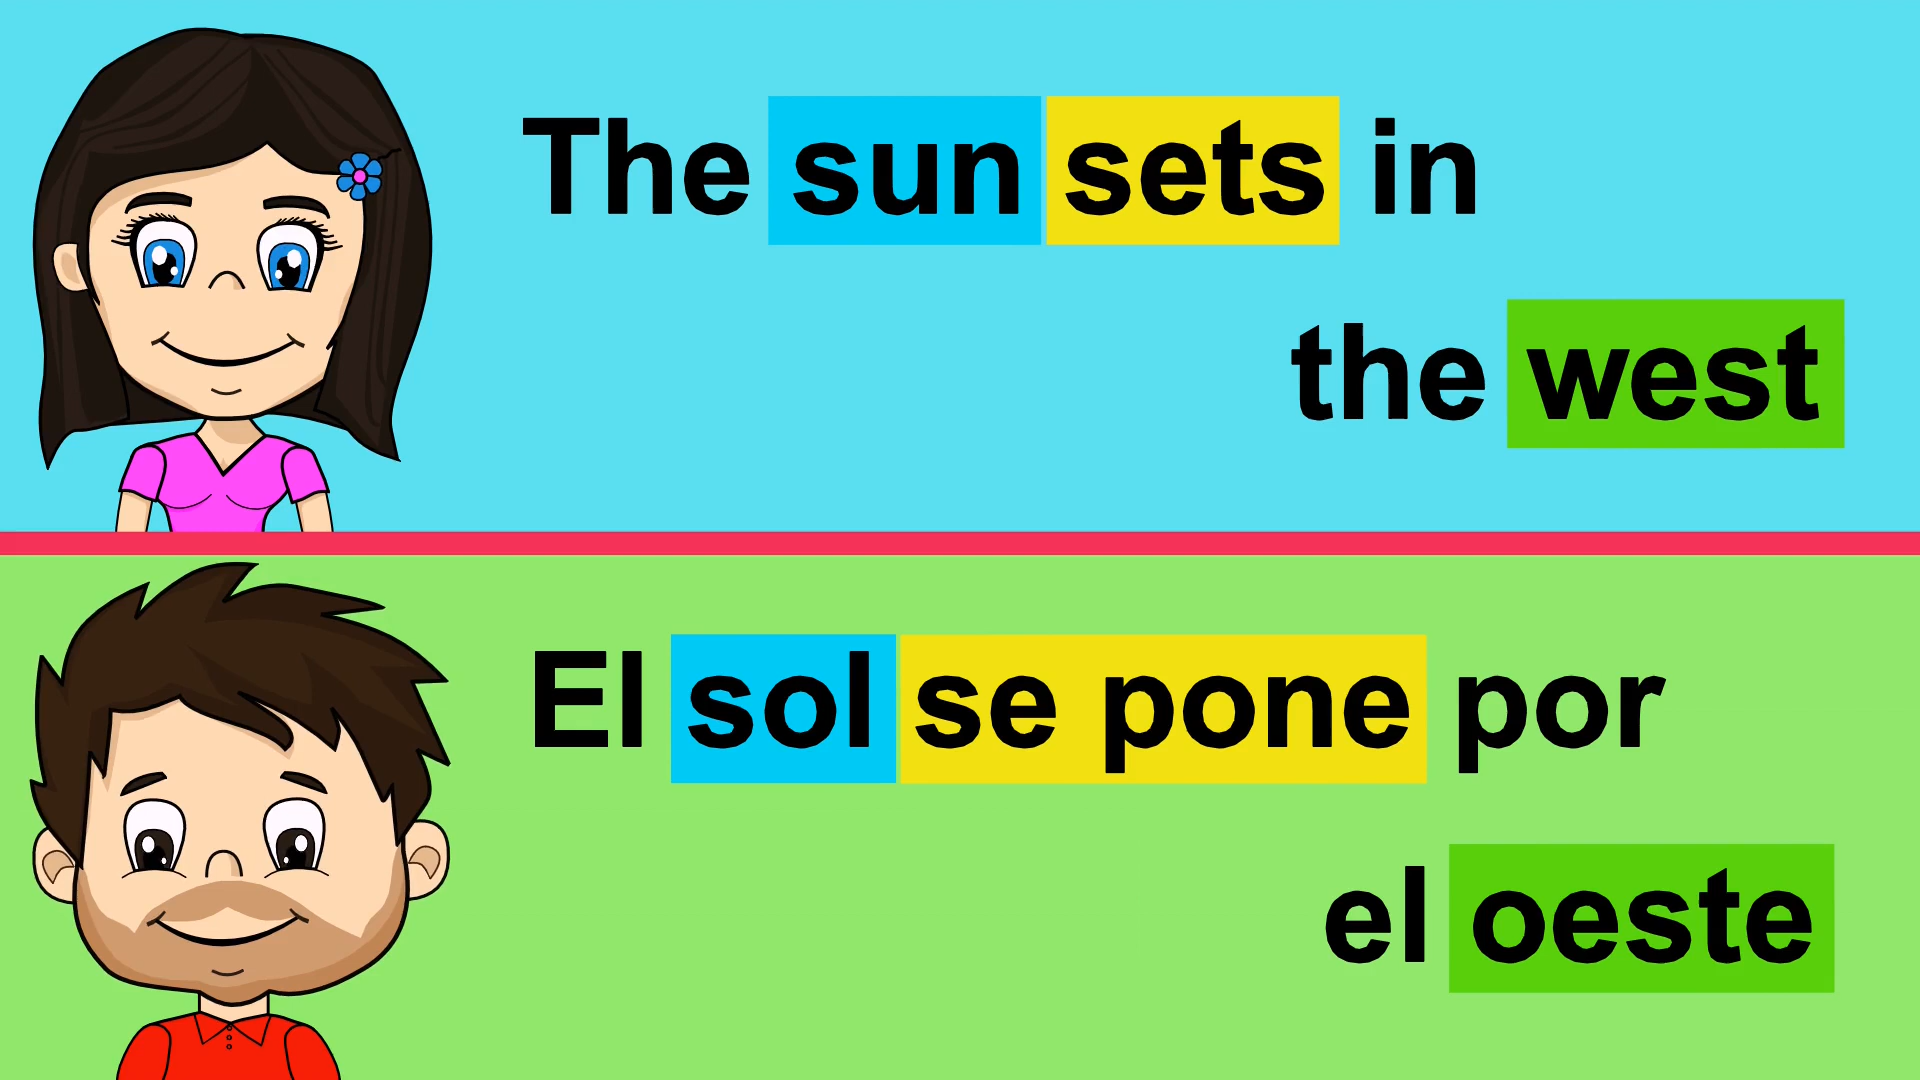 The sun sets in
the west
El sol se pone por
el oeste